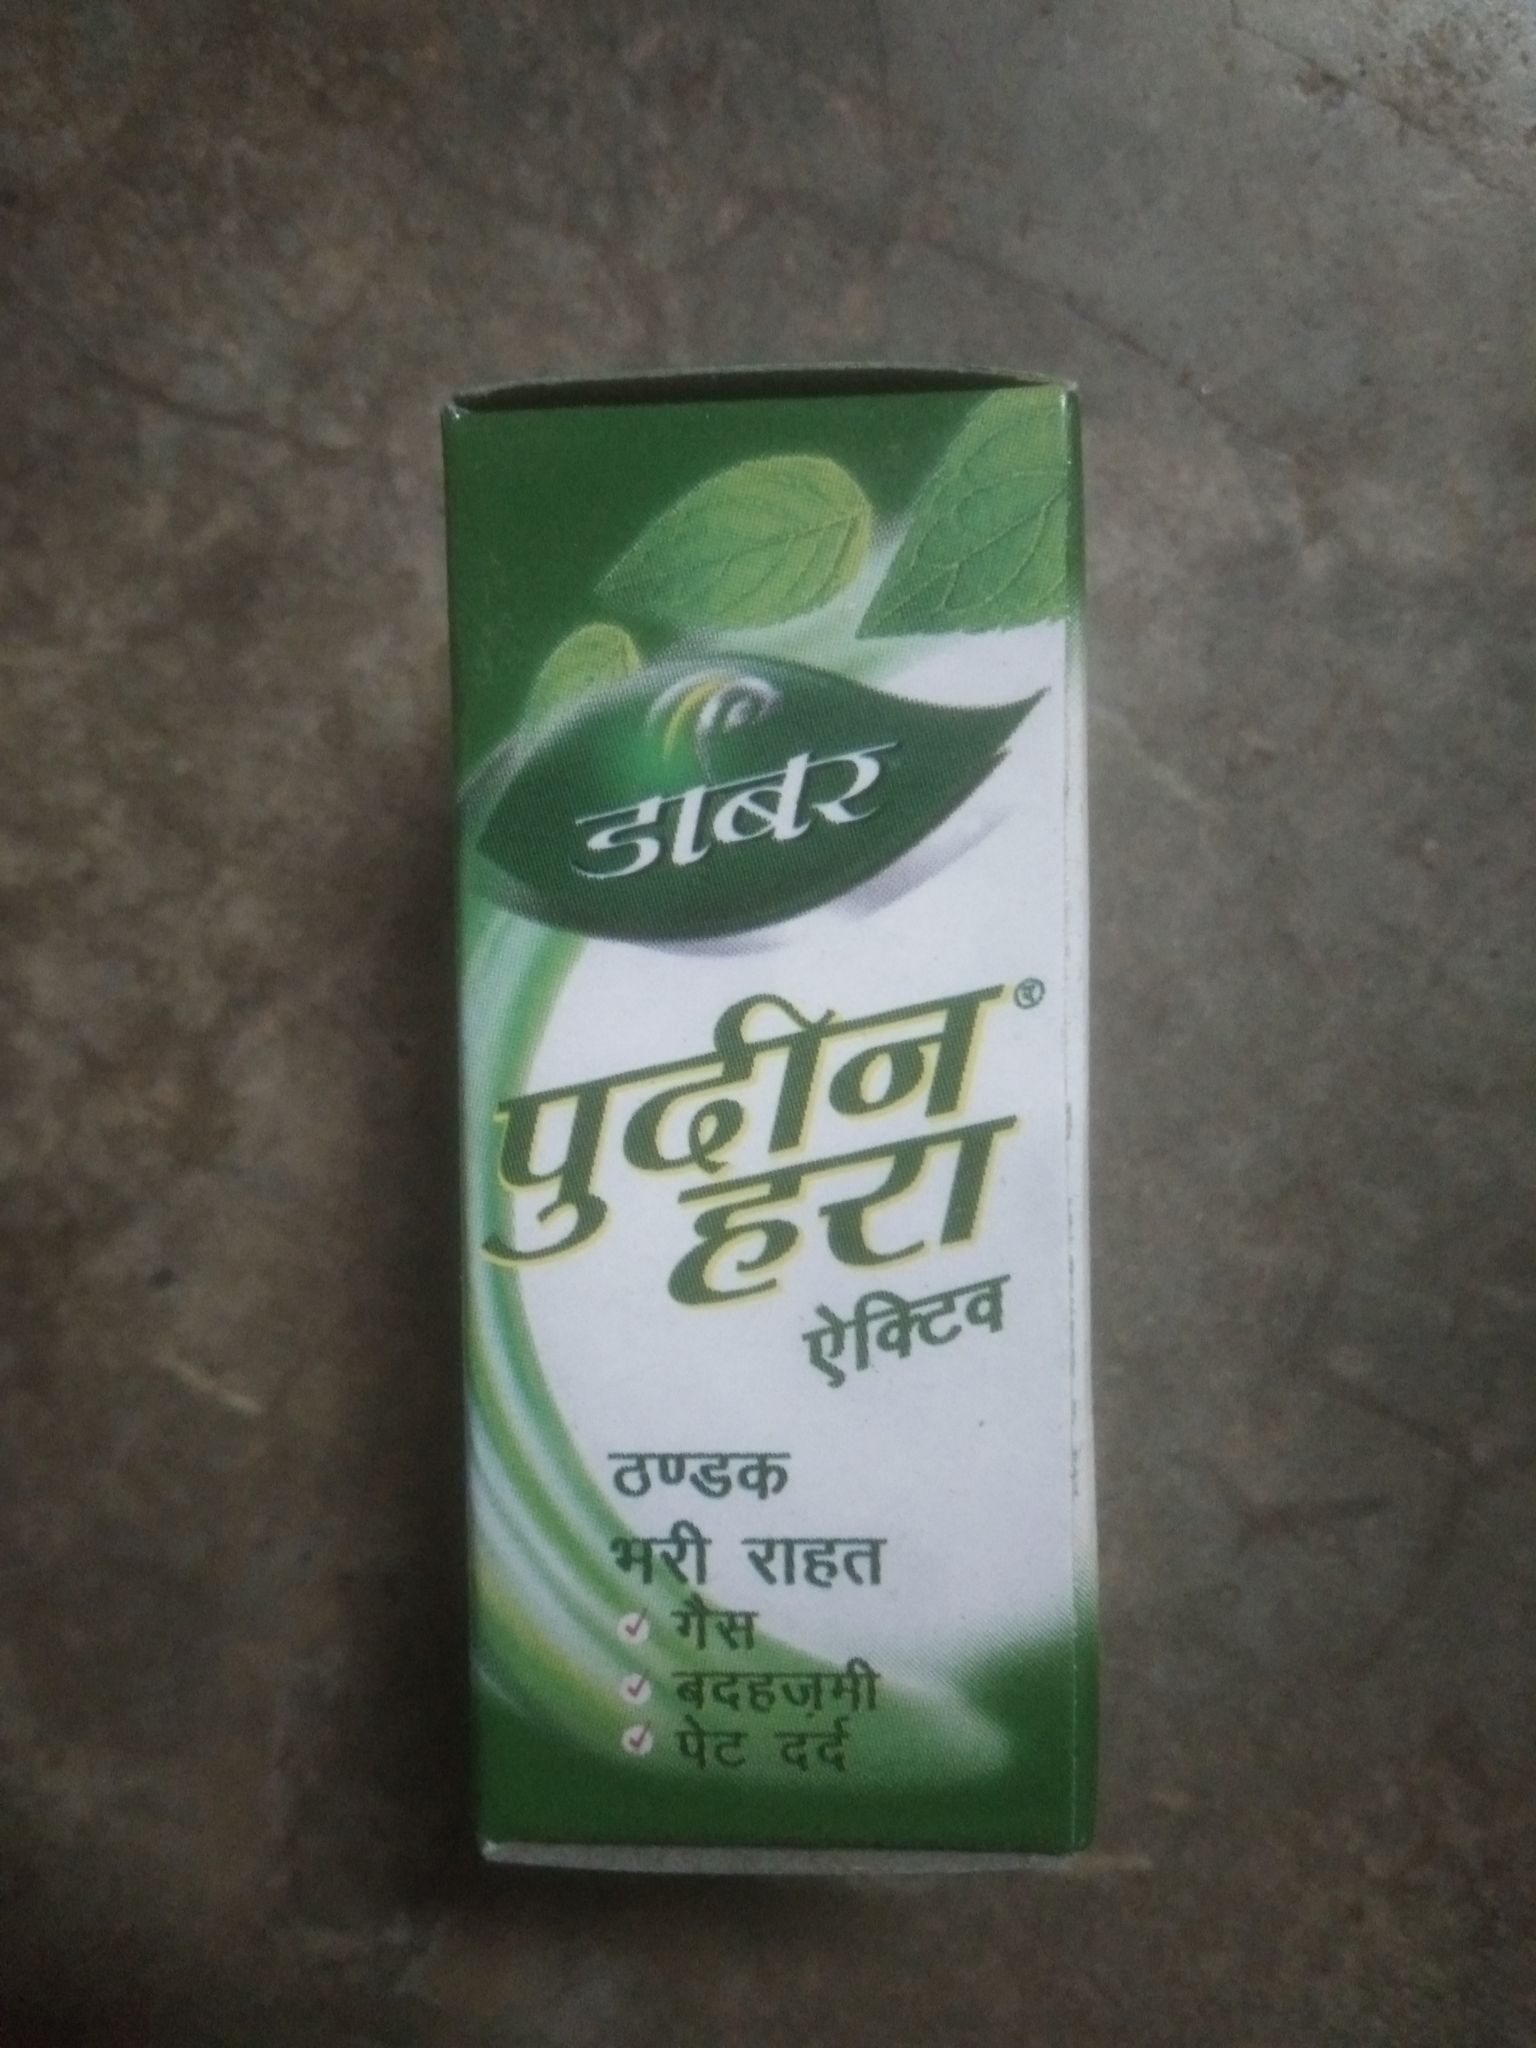 डाबर
पुदीन
हरा
ऐक्टिव
ठण्डक
भरी राहत
गैस
बदहज़मी
पेट दर्द